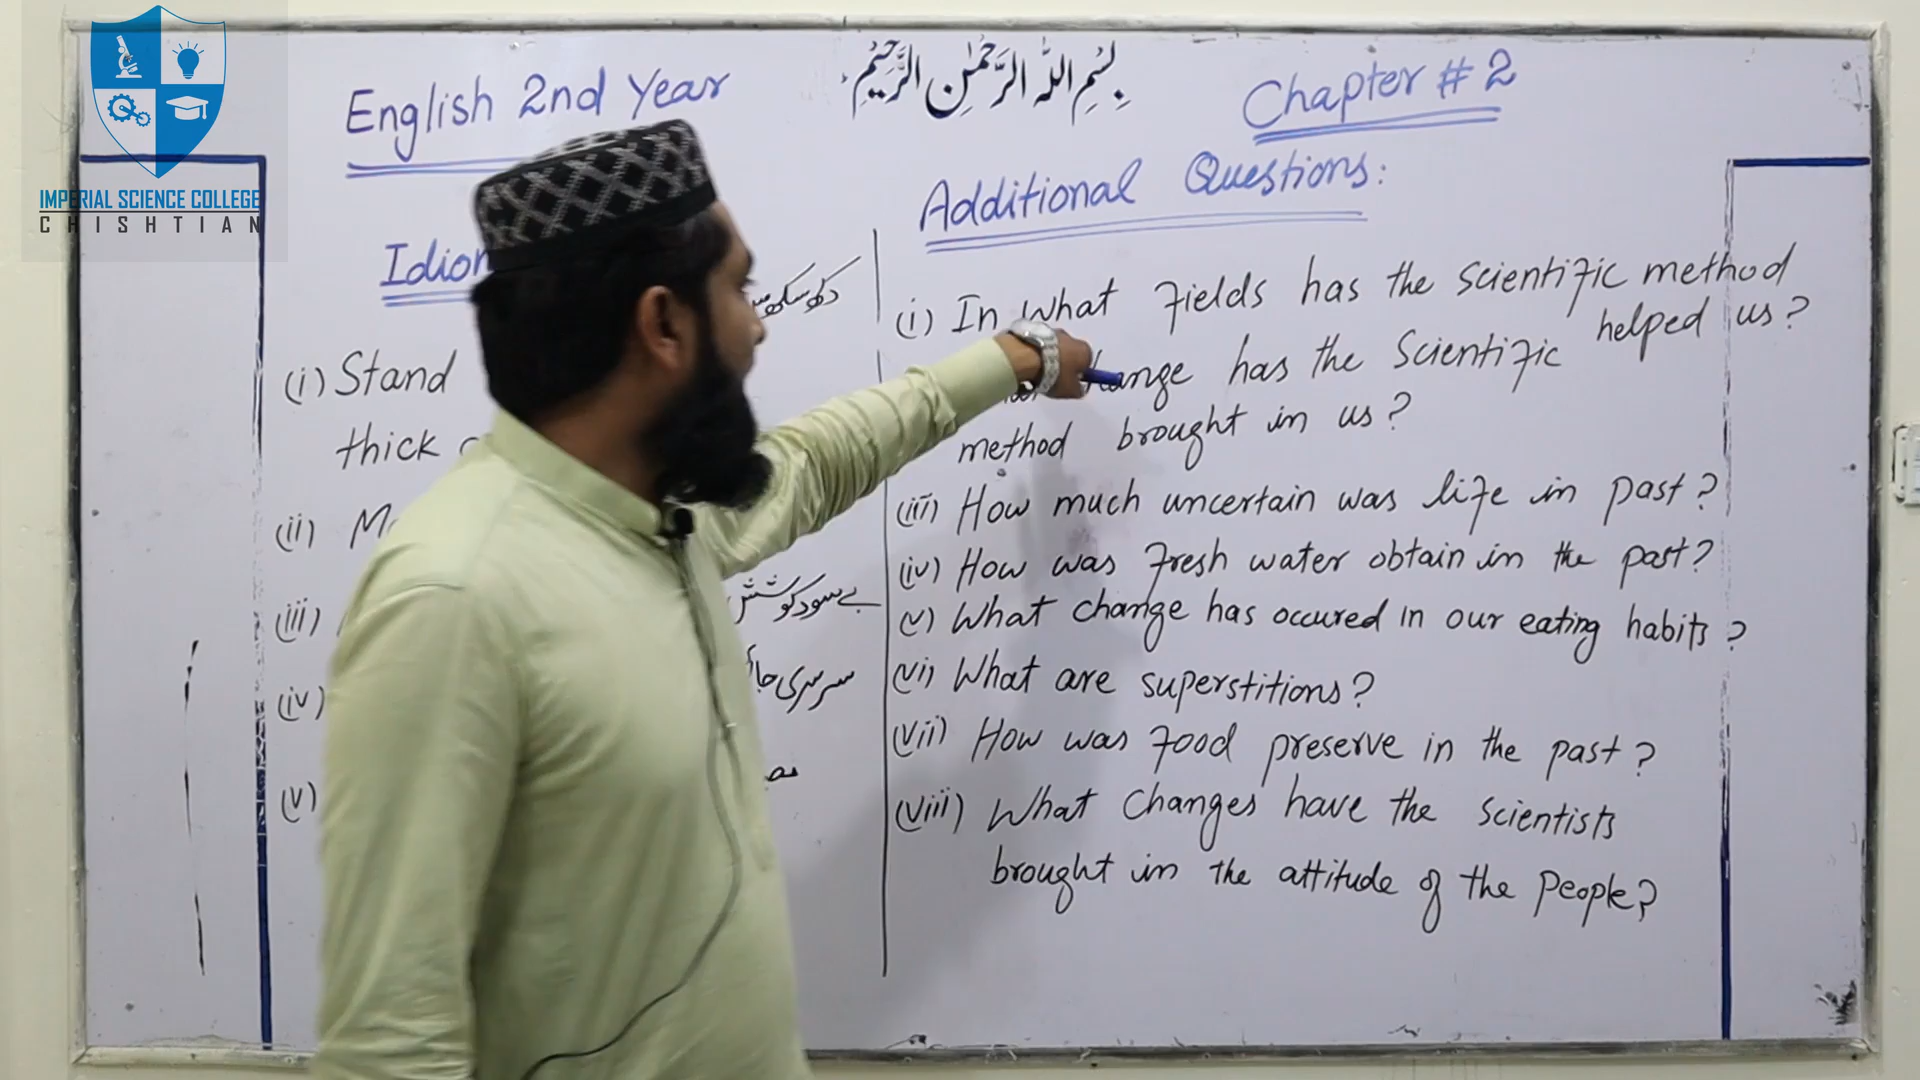 IMPERIAL SCIENCE COLLEGE
CHISHTIAN
English 2nd Year
بِسْمِ اللّٰهِ الرَّحْمٰنِ الرَّحِيْمِ
Chapter # 2
(i) Stand
thick
(ii)
(iii)
بے سود کوشش
(iv)
سرسری
(v)
Additional Questions:
(i) In What fields has the scientific method
helped us?
change has the Scientific
method brought in us?
(iii) How much uncertain was life in past?
(iv) How was fresh water obtain in the past?
(v) What change has occured in our eating habits?
(vi) What are superstitions?
(vii) How was food preserve in the past?
(viii) What changes have the scientists
brought in the attitude of the people?